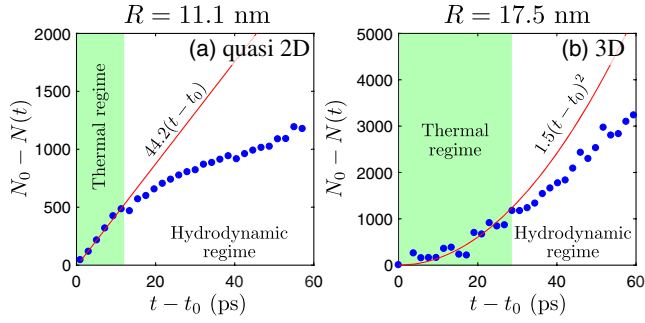 R = 11.1 nm
(a) quasi 2D
N₀ − N(t)
2000
1500
1000
500
0
Thermal regime
44.2(t−t₀)
Hydrodynamic
regime
0 20 40 60
t − t₀ (ps)
R = 17.5 nm
(b) 3D
N₀ − N(t)
5000
4000
3000
2000
1000
0
Thermal
regime
1.5(t−t₀)²
Hydrodynamic
regime
0 20 40 60
t − t₀ (ps)